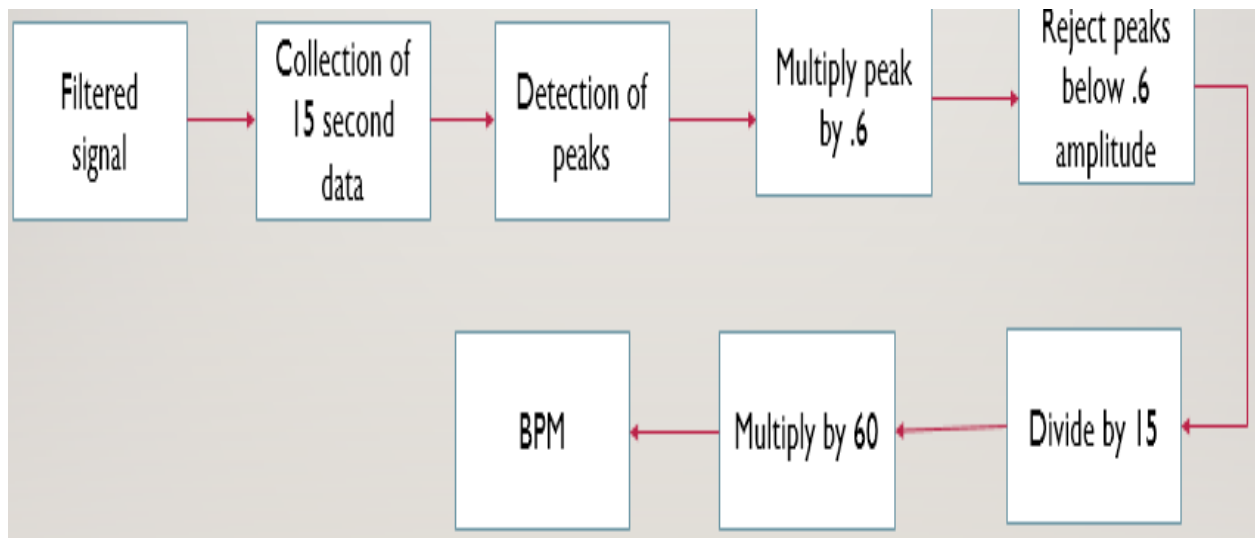 Filtered
signal
Collection of
15 second
data
Detection of
peaks
Multiply peak
by .6
Reject peaks
below .6
amplitude
Divide by 15
Multiply by 60
BPM